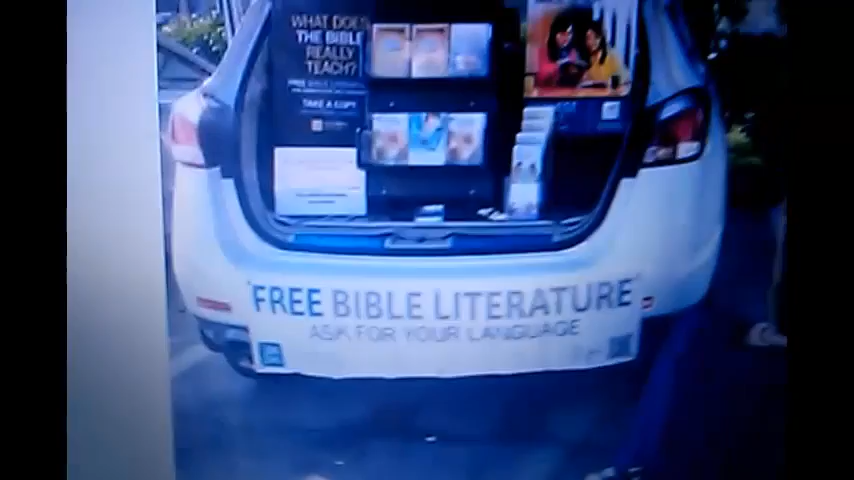 WHAT DOES
THE BIBLE
REALLY
TEACH?
TAKE A COPY
"FREE BIBLE LITERATURE"
ASK FOR YOUR LANGUAGE